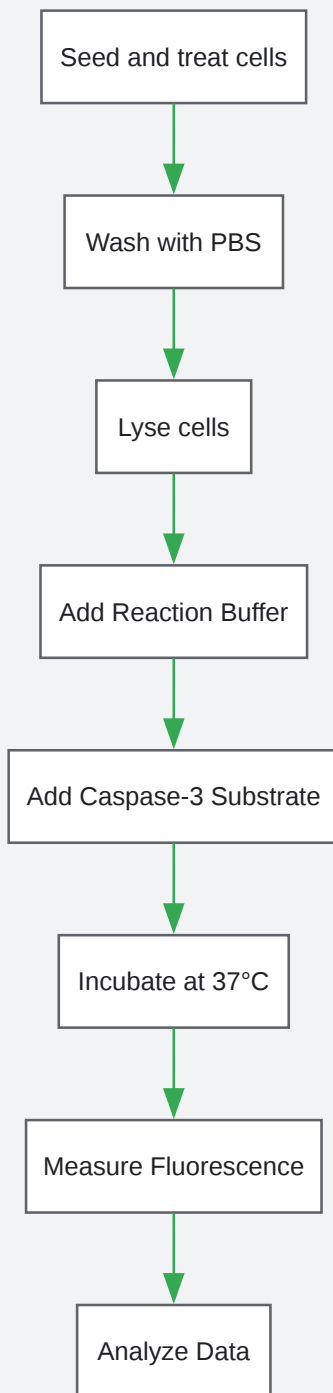 Seed and treat cells
Wash with PBS
Lyse cells
Add Reaction Buffer
Add Caspase-3 Substrate
Incubate at 37°C
Measure Fluorescence
Analyze Data